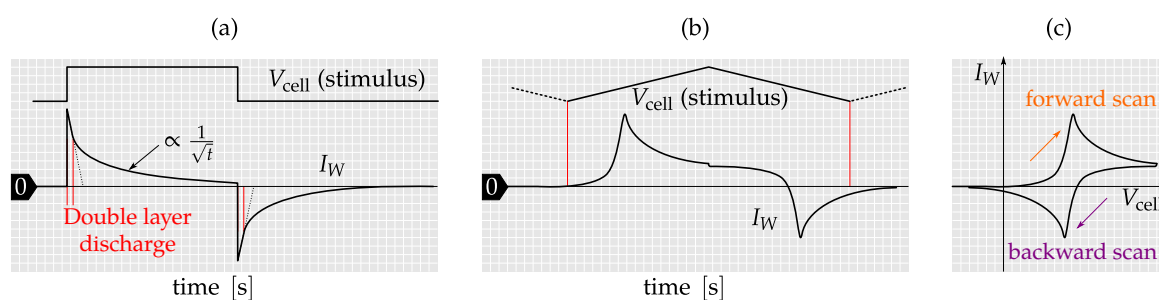 (a)
V_cell (stimulus)
∝ 1/√t
I_W
0
Double layer
discharge
time [s]
(b)
V_cell (stimulus)
0
I_W
time [s]
(c)
I_W
forward scan
V_cell
backward scan